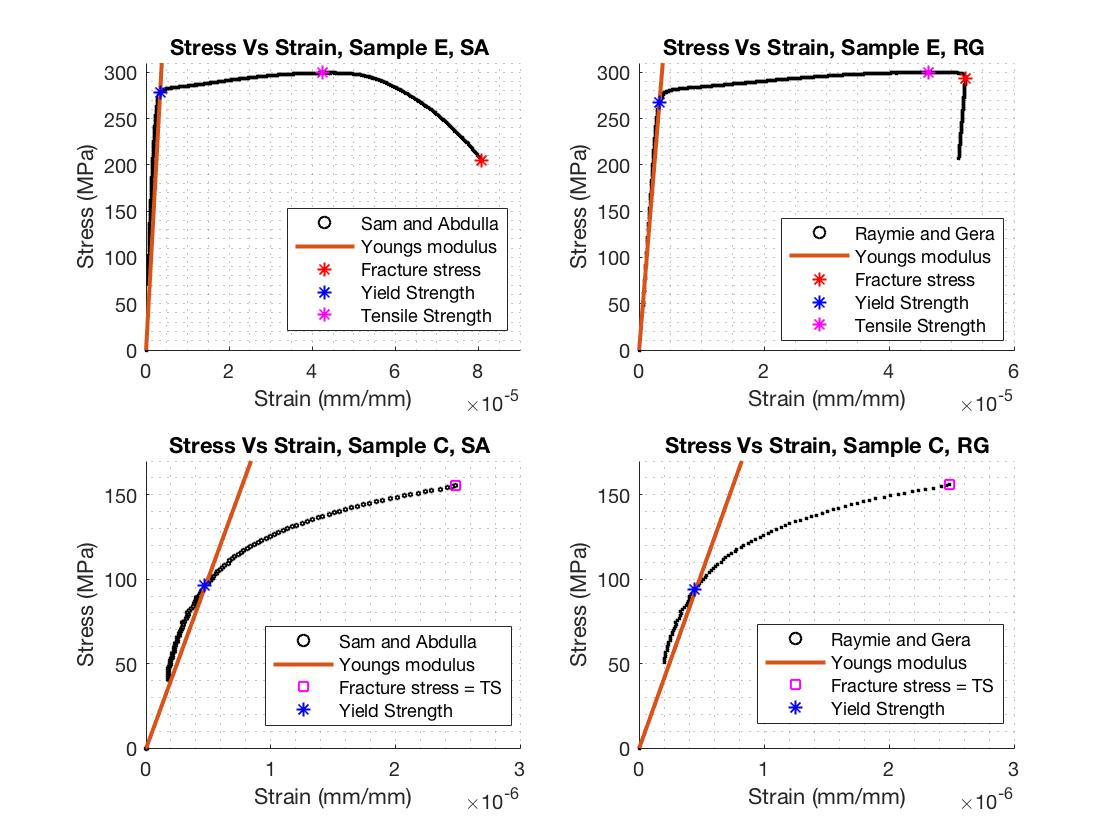 Stress Vs Strain, Sample E, SA
300
250
200
150
100
50
0
Stress (MPa)
0 2 4 6 8
Strain (mm/mm)
×10-5
Sam and Abdulla
Youngs modulus
Fracture stress
Yield Strength
Tensile Strength
Stress Vs Strain, Sample E, RG
300
250
200
150
100
50
0
Stress (MPa)
0 2 4 6
Strain (mm/mm)
×10-5
Raymie and Gera
Youngs modulus
Fracture stress
Yield Strength
Tensile Strength
Stress Vs Strain, Sample C, SA
150
100
50
0
Stress (MPa)
0 1 2 3
Strain (mm/mm)
×10-6
Sam and Abdulla
Youngs modulus
Fracture stress = TS
Yield Strength
Stress Vs Strain, Sample C, RG
150
100
50
0
Stress (MPa)
0 1 2 3
Strain (mm/mm)
×10-6
Raymie and Gera
Youngs modulus
Fracture stress = TS
Yield Strength